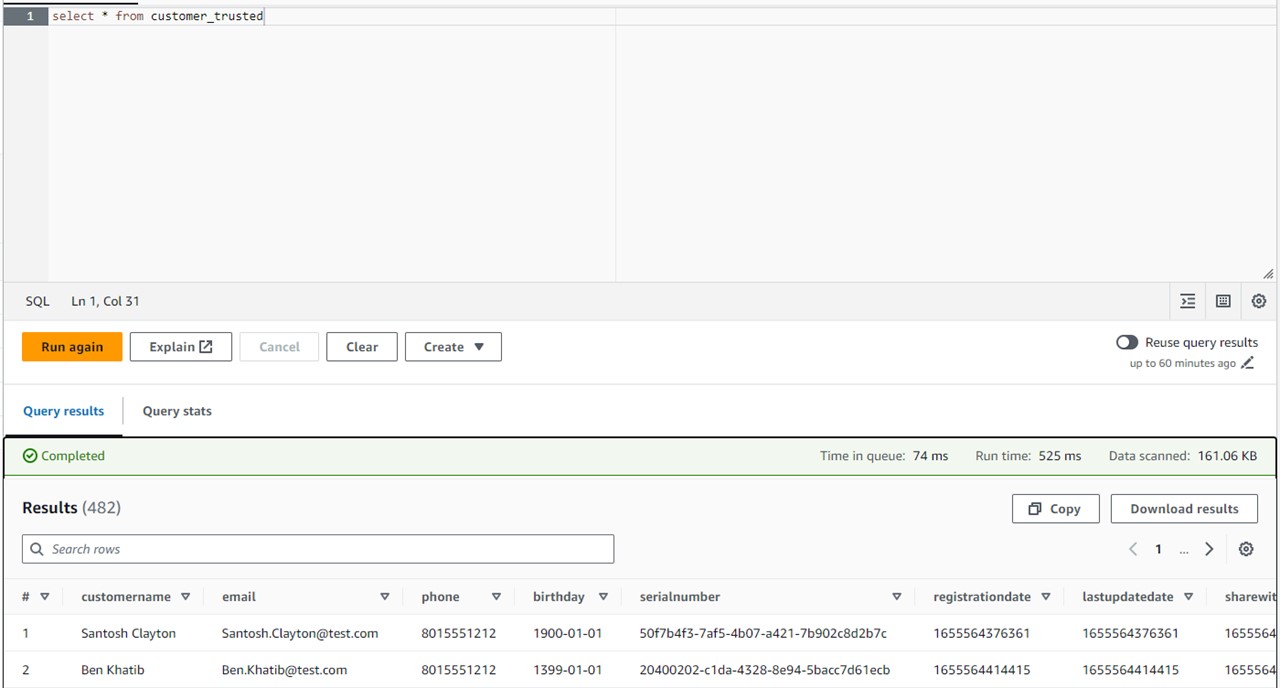 1 select * from customer_trusted
SQL Ln 1, Col 31
Run again Explain Cancel Clear Create Reuse query results
up to 60 minutes ago
Query results Query stats
Completed Time in queue: 74 ms Run time: 525 ms Data scanned: 161.06 KB
Results (482) Copy Download results
Search rows 1 ...
# customername email phone birthday serialnumber registrationdate lastupdatedate sharewit
1 Santosh Clayton Santosh.Clayton@test.com 8015551212 1900-01-01 50f7b4f3-7af5-4b07-a421-7b902c8d2b7c 1655564376361 1655564376361 1655564
2 Ben Khatib Ben.Khatib@test.com 8015551212 1399-01-01 20400202-c1da-4328-8e94-5bacc7d61ecb 1655564414415 1655564414415 1655564